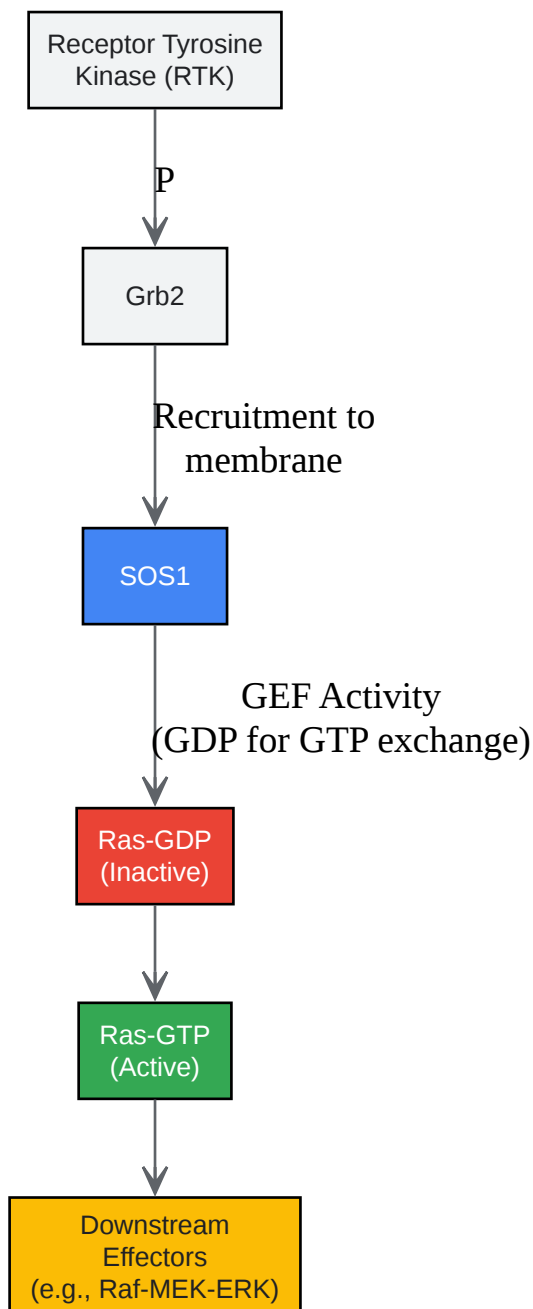 Receptor Tyrosine
Kinase (RTK)
P
Grb2
Recruitment to
membrane
SOS1
GEF Activity
(GDP for GTP exchange)
Ras-GDP
(Inactive)
Ras-GTP
(Active)
Downstream
Effectors
(e.g., Raf-MEK-ERK)